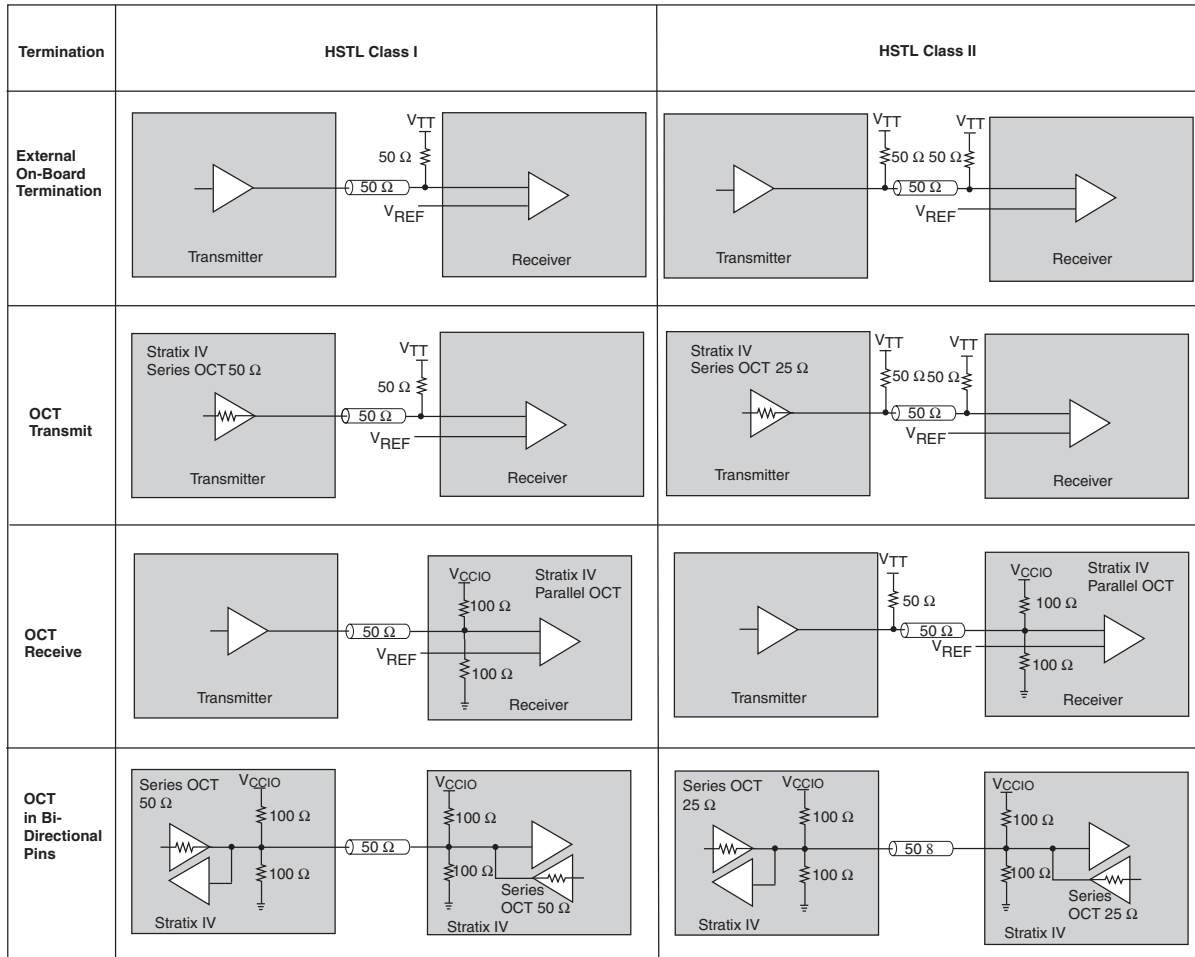 Termination
HSTL Class I
HSTL Class II
External
On-Board
Termination
VTT
50 Ω
50 Ω
VREF
Transmitter
Receiver
VTT
VTT
50 Ω 50 Ω
50 Ω
VREF
Transmitter
Receiver
OCT
Transmit
Stratix IV
Series OCT 50 Ω
VTT
50 Ω
50 Ω
VREF
Transmitter
Receiver
Stratix IV
Series OCT 25 Ω
VTT
VTT
50 Ω 50 Ω
50 Ω
VREF
Transmitter
Receiver
OCT
Receive
VCCIO
Stratix IV
Parallel OCT
100 Ω
50 Ω
VREF
100 Ω
Transmitter
Receiver
VTT
50 Ω
VCCIO
Stratix IV
Parallel OCT
100 Ω
50 Ω
VREF
100 Ω
Transmitter
Receiver
OCT
in Bi-
Directional
Pins
Series OCT
50 Ω
VCCIO
100 Ω
100 Ω
Stratix IV
50 Ω
VCCIO
100 Ω
100 Ω
Series
OCT 50 Ω
Stratix IV
Series OCT
25 Ω
VCCIO
100 Ω
100 Ω
Stratix IV
50 8
VCCIO
100 Ω
100 Ω
Series
OCT 25 Ω
Stratix IV